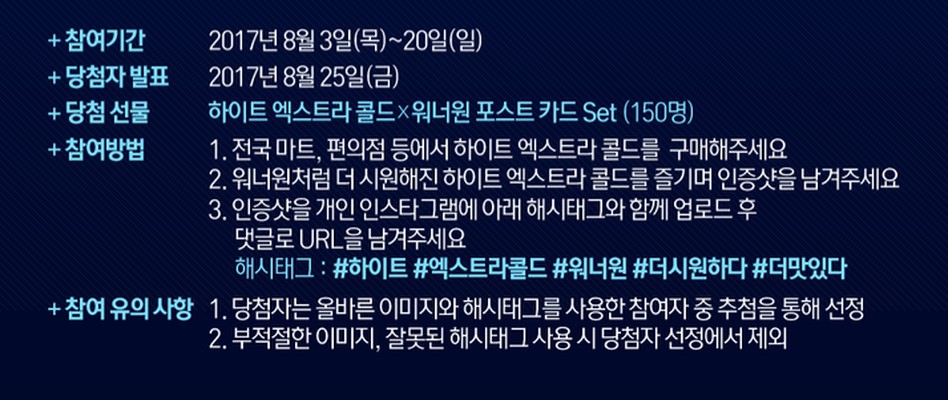 + 참여기간 2017년 8월 3일(목)~20일(일)
+ 당첨자 발표 2017년 8월 25일(금)
+ 당첨 선물 하이트 엑스트라 콜드×워너원 포스트 카드 Set (150명)
+ 참여방법 1. 전국 마트, 편의점 등에서 하이트 엑스트라 콜드를 구매해주세요
2. 워너원처럼 더 시원해진 하이트 엑스트라 콜드를 즐기며 인증샷을 남겨주세요
3. 인증샷을 개인 인스타그램에 아래 해시태그와 함께 업로드 후
댓글로 URL을 남겨주세요
해시태그 : #하이트 #엑스트라콜드 #워너원 #더시원하다 #더맛있다
+ 참여 유의 사항 1. 당첨자는 올바른 이미지와 해시태그를 사용한 참여자 중 추첨을 통해 선정
2. 부적절한 이미지, 잘못된 해시태그 사용 시 당첨자 선정에서 제외